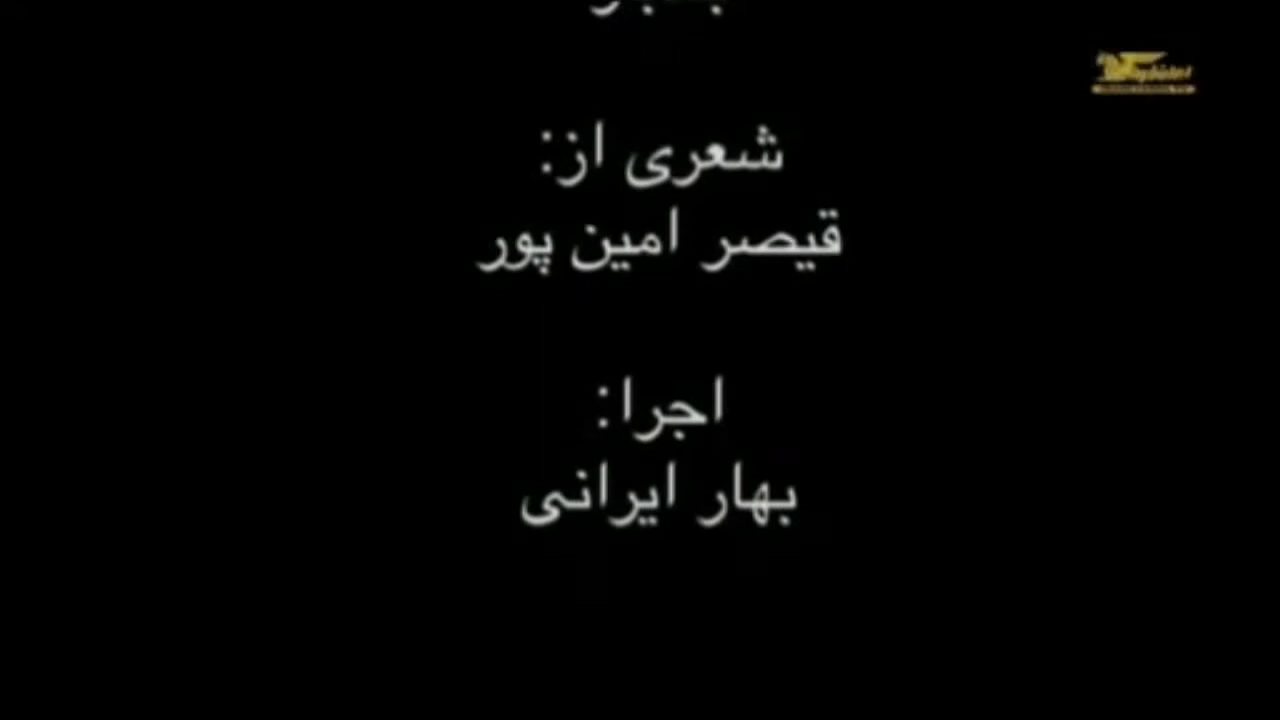 شعری از:
قیصر امین پور
اجرا:
بهار ایرانی